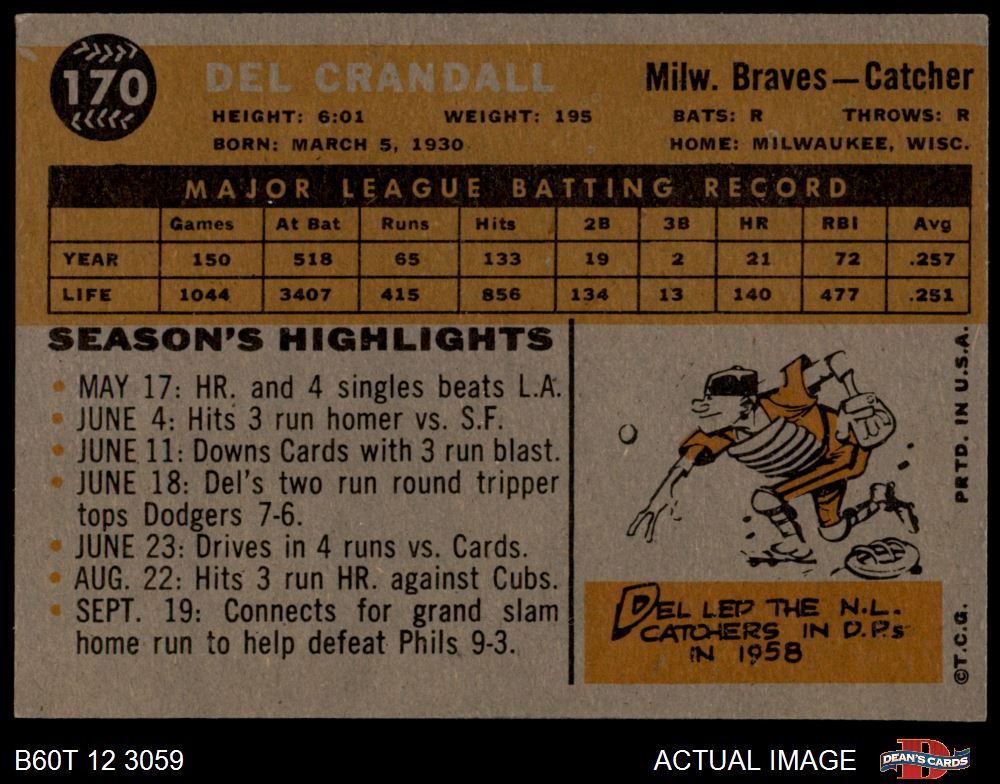 170
DEL CRANDALL
Milw. Braves—Catcher
HEIGHT: 6:01 WEIGHT: 195 BATS: R THROWS: R
BORN: MARCH 5, 1930 HOME: MILWAUKEE, WISC.
MAJOR LEAGUE BATTING RECORD
Games At Bat Runs Hits 2B 3B HR RBI Avg
YEAR 150 518 65 133 19 2 21 72 .257
LIFE 1044 3407 415 856 134 13 140 477 .251
SEASON'S HIGHLIGHTS
• MAY 17: HR. and 4 singles beats L.A.
• JUNE 4: Hits 3 run homer vs. S.F.
• JUNE 11: Downs Cards with 3 run blast.
• JUNE 18: Del's two run round tripper
tops Dodgers 7-6.
• JUNE 23: Drives in 4 runs vs. Cards.
• AUG. 22: Hits 3 run HR. against Cubs.
• SEPT. 19: Connects for grand slam
home run to help defeat Phils 9-3.
DEL LED THE N.L.
CATCHERS IN D.P.s
IN 1958
PRTD. IN U.S.A.
©T.C.G.
B60T 12 3059
ACTUAL IMAGE
D
DEAN'S CARDS